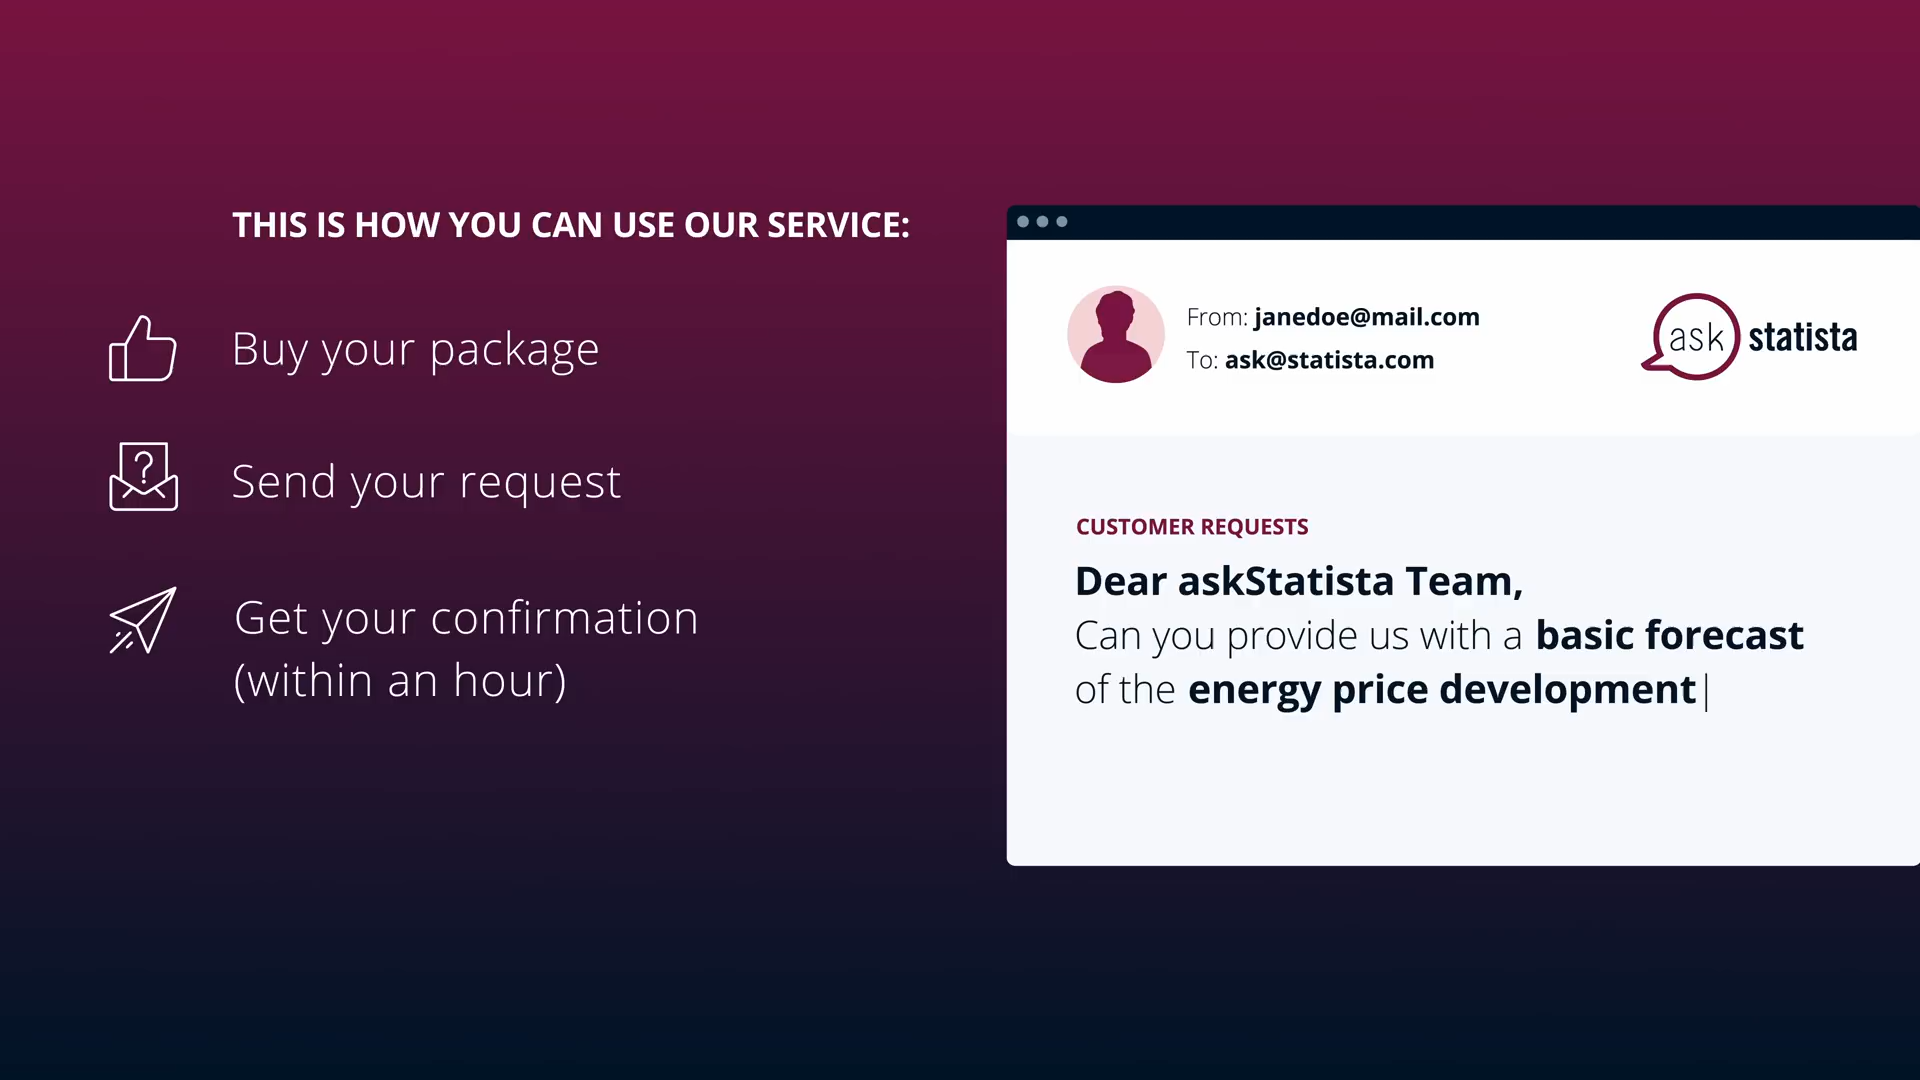 THIS IS HOW YOU CAN USE OUR SERVICE:
Buy your package
?
Send your request
Get your confirmation
(within an hour)
From: janedoe@mail.com
To: ask@statista.com
ask statista
CUSTOMER REQUESTS
Dear askStatista Team,
Can you provide us with a basic forecast
of the energy price development